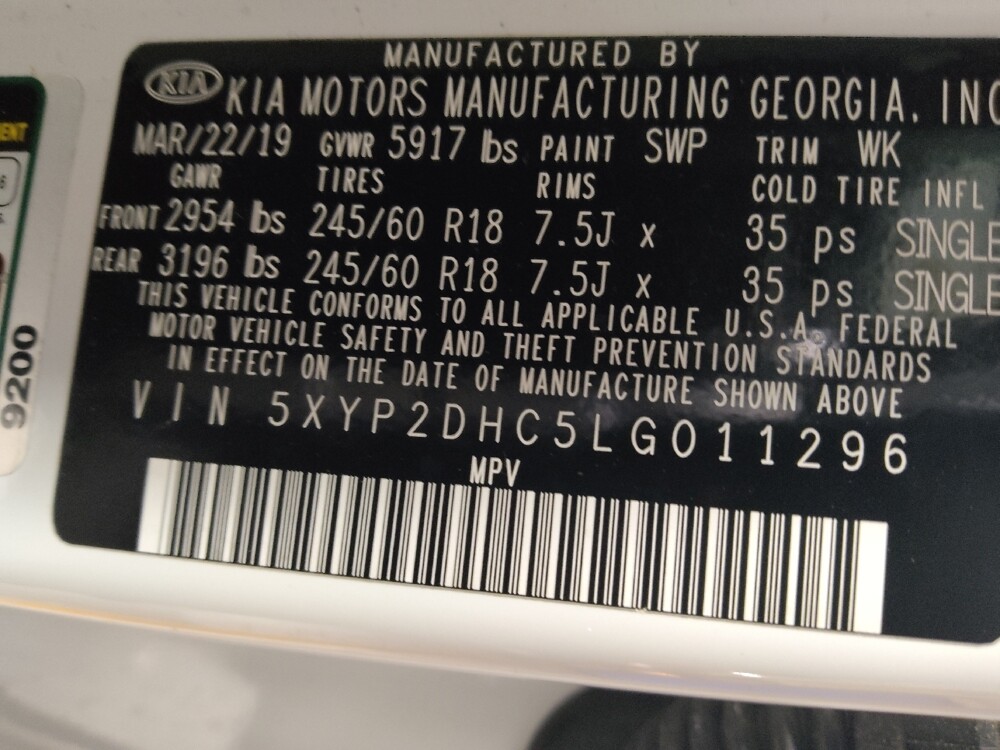 MANUFACTURED BY
KIA KIA MOTORS MANUFACTURING GEORGIA, INC
MAR/22/19 GVWR 5917 lbs PAINT SWP TRIM WK
GAWR TIRES RIMS COLD TIRE INFL
FRONT 2954 lbs 245/60 R18 7.5J x 35 ps SINGLE
REAR 3196 lbs 245/60 R18 7.5J x 35 ps SINGLE
THIS VEHICLE CONFORMS TO ALL APPLICABLE U.S.A. FEDERAL
MOTOR VEHICLE SAFETY AND THEFT PREVENTION STANDARDS
IN EFFECT ON THE DATE OF MANUFACTURE SHOWN ABOVE
VIN 5XYP2DHC5LG011296
MPV
9200